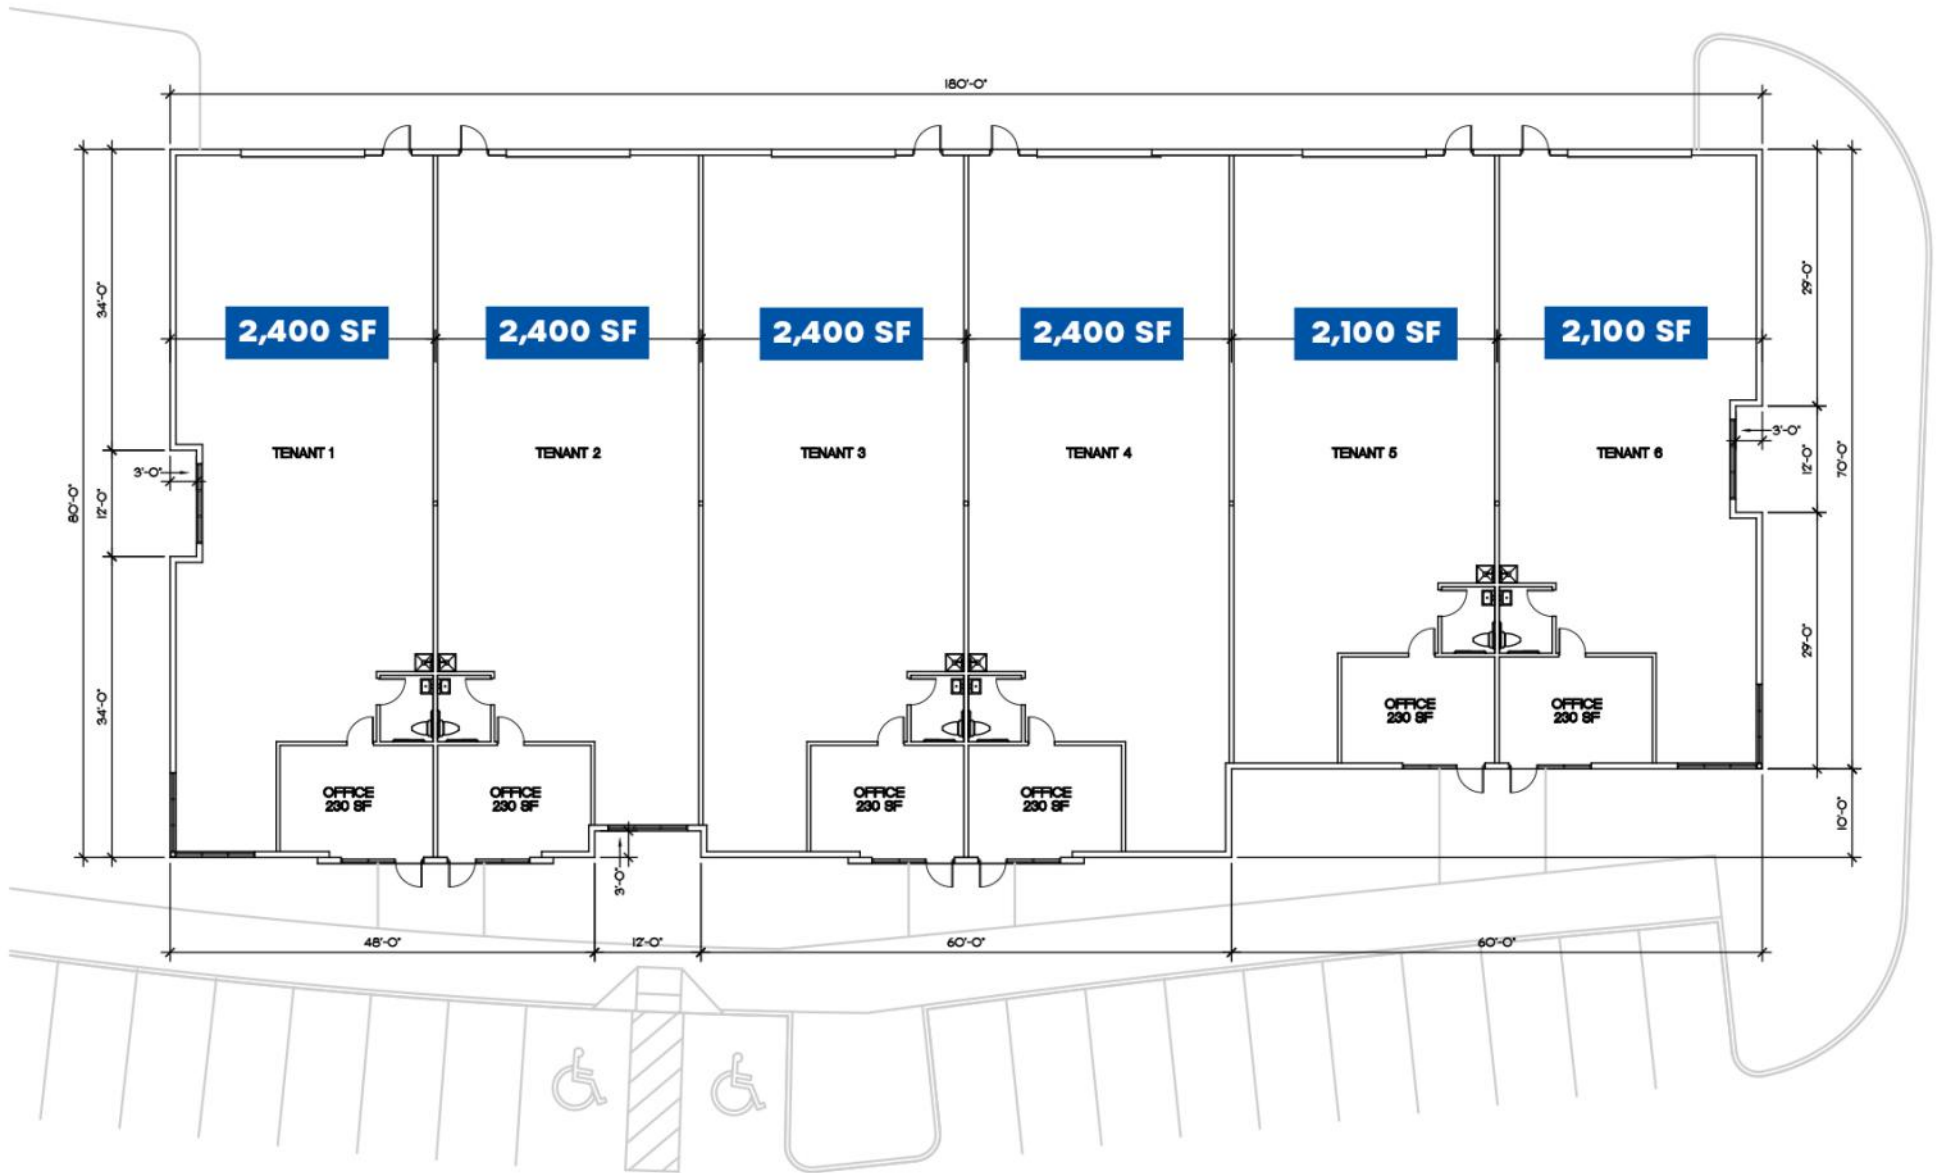 180'-0"
34'-0"
29'-0"
2,400 SF
2,400 SF
2,400 SF
2,400 SF
2,100 SF
2,100 SF
TENANT 1
TENANT 2
TENANT 3
TENANT 4
TENANT 5
TENANT 6
3'-0"
3'-0"
80'-0"
12'-0"
12'-0"
70'-0"
34'-0"
29'-0"
OFFICE
230 SF
OFFICE
230 SF
OFFICE
230 SF
OFFICE
230 SF
OFFICE
230 SF
OFFICE
230 SF
10'-0"
3'-0"
48'-0"
12'-0"
60'-0"
60'-0"